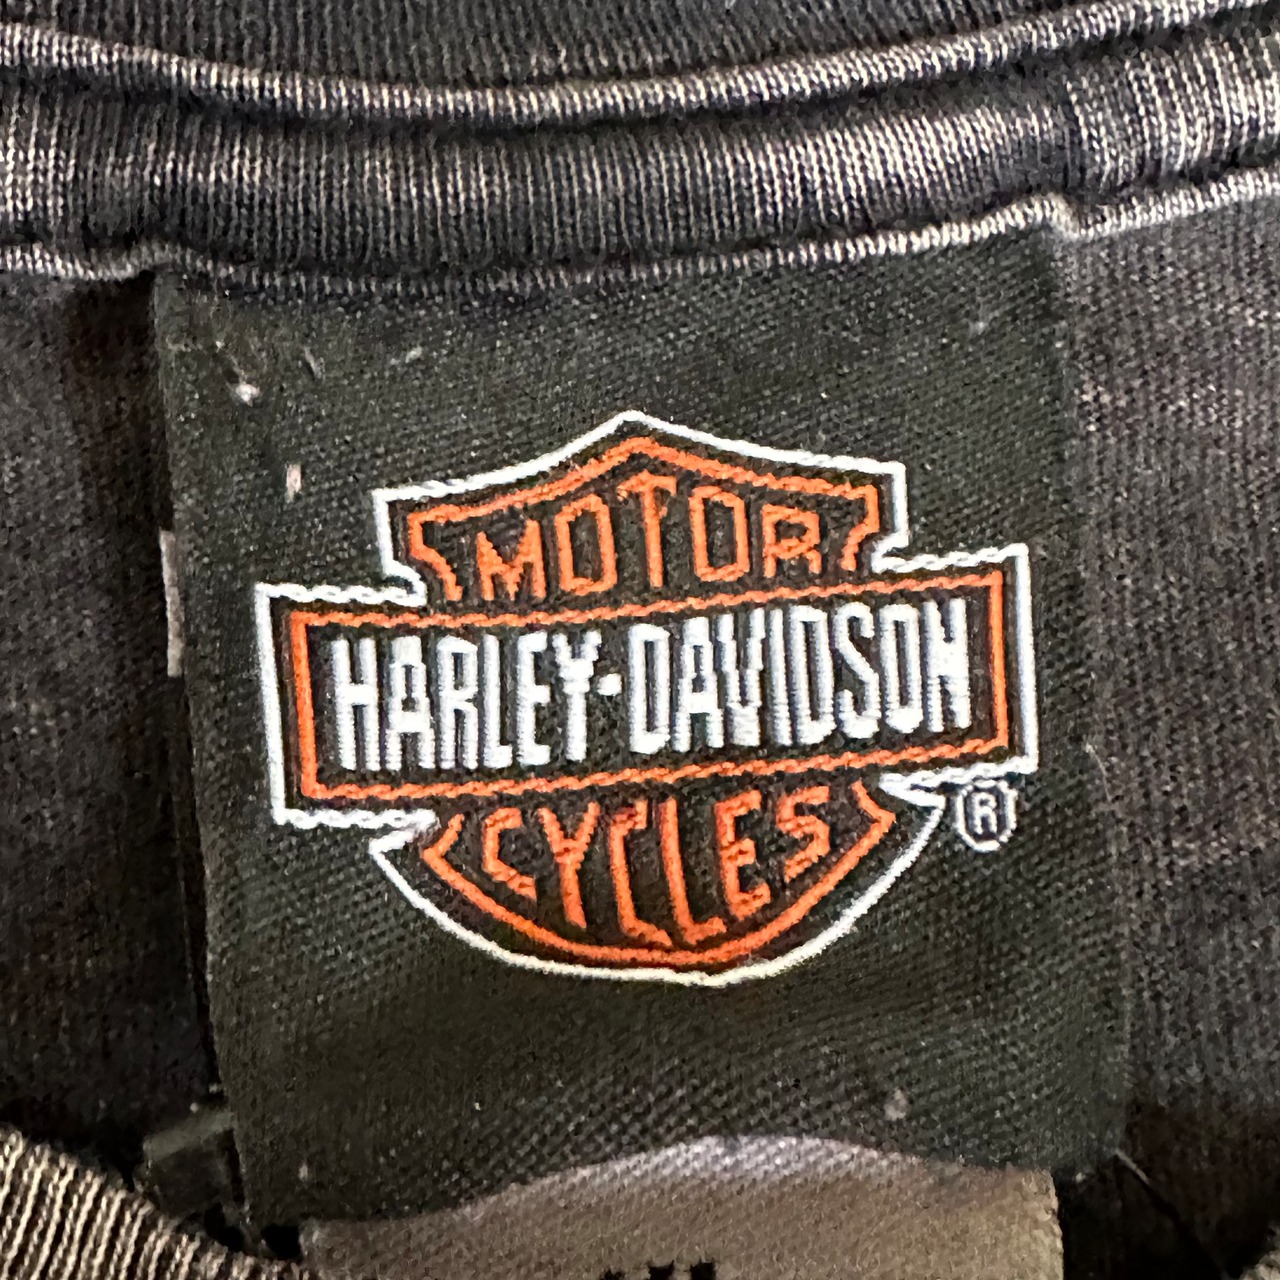 MOTOR
HARLEY-DAVIDSON
CYCLES
®